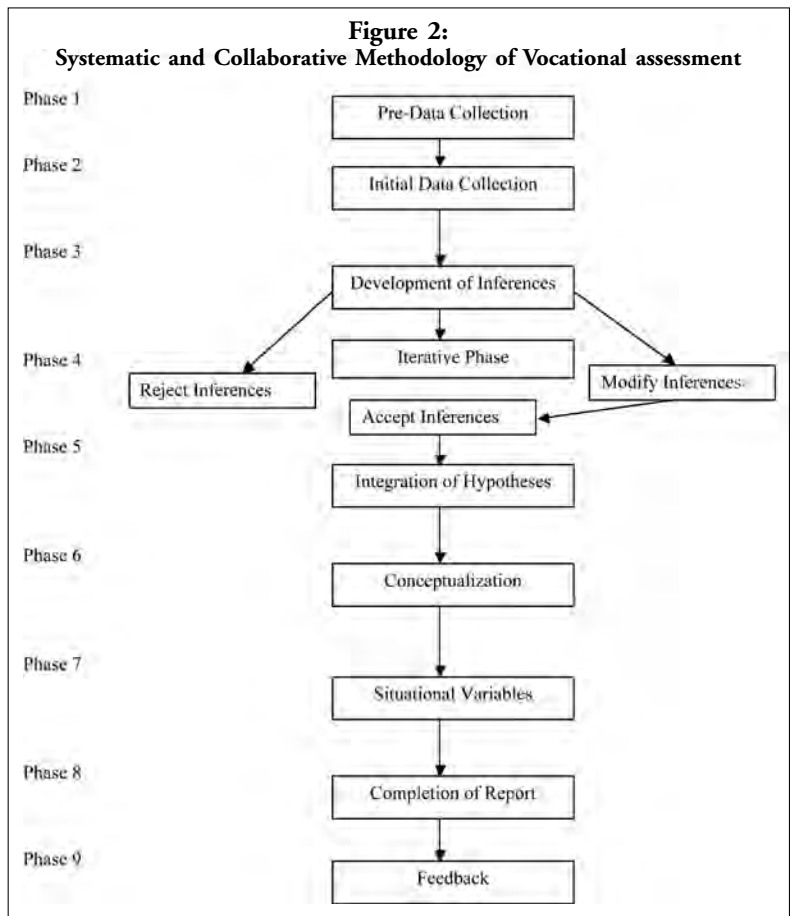 Figure 2:
Systematic and Collaborative Methodology of Vocational assessment
Phase 1
Pre-Data Collection
Phase 2
Initial Data Collection
Phase 3
Development of Inferences
Phase 4
Iterative Phase
Reject Inferences
Modify Inferences
Accept Inferences
Phase 5
Integration of Hypotheses
Phase 6
Conceptualization
Phase 7
Situational Variables
Phase 8
Completion of Report
Phase 9
Feedback